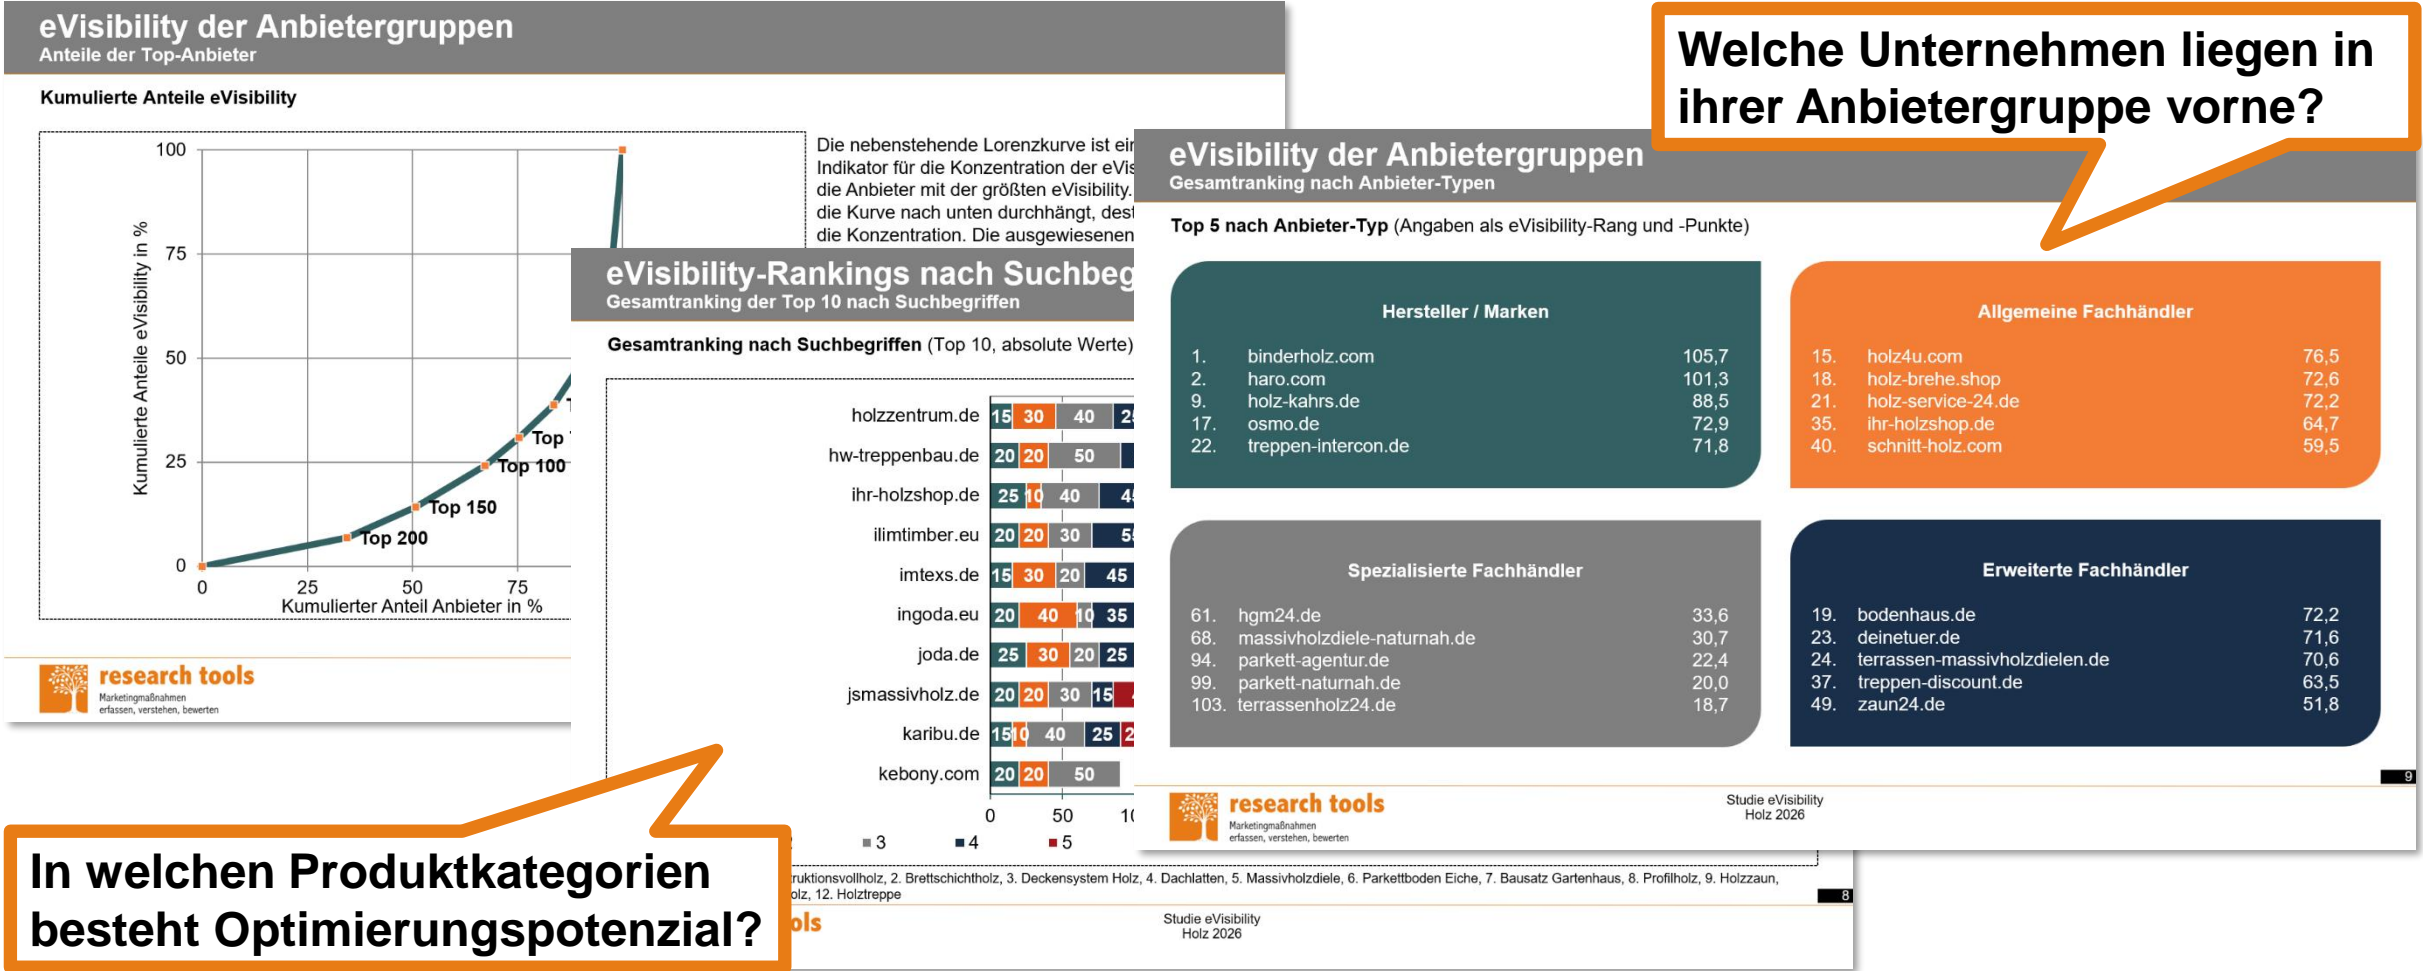 eVisibility der Anbietergruppen
Anteile der Top-Anbieter
Kumulierte Anteile eVisibility
Kumulierte Anteile eVisibility in %
100
75
50
25
0
0 25 50 75
Kumulierter Anteil Anbieter in %
Top
Top 100
Top 150
Top 200
Die nebenstehende Lorenzkurve ist
Indikator für die Konzentration der
die Anbieter mit der größten eVisibility.
die Kurve nach unten durchhängt,
die Konzentration. Die ausgewiesenen
research tools
Marketingmaßnahmen
erfassen, verstehen, bewerten
eVisibility-Rankings nach
Gesamtranking der Top 10 nach Suchbegriffen
Gesamtranking nach Suchbegriffen (Top 10, absolute Werte)
holzzentrum.de 15 30 40
hw-treppenbau.de 20 20 50
ihr-holzshop.de 25 10 40
ilimtimber.eu 20 20 30
imtexs.de 15 30 20 45
ingoda.eu 20 40 10 35
joda.de 25 30 20 25
jsmassivholz.de 20 20 30 15
karibu.de 15 10 40 25
kebony.com 20 20 50
0 50
3 4 5
2. Brettschichtholz, 3. Deckensystem Holz, 4. Dachlatten, 5. Massivholzdiele, 6. Parkettboden Eiche, 7. Bausatz Gartenhaus, 8. Profilholz, 9. Holzzaun,
12. Holztreppe
8
Studie eVisibility
Holz 2026
Welche Unternehmen liegen in
ihrer Anbietergruppe vorne?
eVisibility der Anbietergruppen
Gesamtranking nach Anbieter-Typen
Top 5 nach Anbieter-Typ (Angaben als eVisibility-Rang und -Punkte)
Hersteller / Marken
1. binderholz.com 105,7
2. haro.com 101,3
9. holz-kahrs.de 88,5
17. osmo.de 72,9
22. treppen-intercon.de 71,8
Allgemeine Fachhändler
15. holz4u.com 76,5
18. holz-brehe.shop 72,6
21. holz-service-24.de 72,2
35. ihr-holzshop.de 64,7
40. schnitt-holz.com 59,5
Spezialisierte Fachhändler
61. hgm24.de 33,6
68. massivholzdiele-naturnah.de 30,7
94. parkett-agentur.de 22,4
99. parkett-naturnah.de 20,0
103. terrassenholz24.de 18,7
Erweiterte Fachhändler
19. bodenhaus.de 72,2
23. deinetuer.de 71,6
24. terrassen-massivholzdielen.de 70,6
37. treppen-discount.de 63,5
49. zaun24.de 51,8
9
research tools
Marketingmaßnahmen
erfassen, verstehen, bewerten
Studie eVisibility
Holz 2026
In welchen Produktkategorien
besteht Optimierungspotenzial?